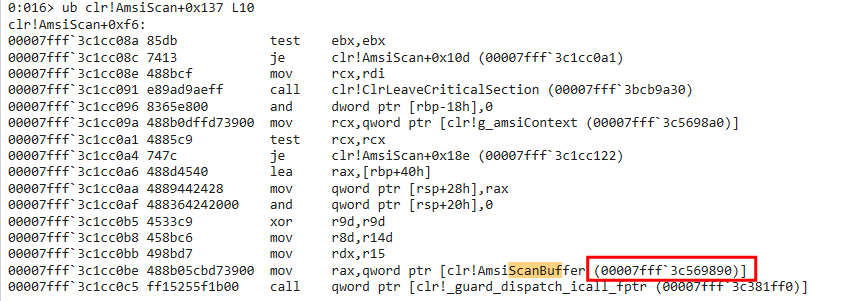 0:016> ub clr!AmsiScan+0x137 L10
clr!AmsiScan+0xf6:
00007fff`3c1cc08a 85db            test    ebx,ebx
00007fff`3c1cc08c 7413            je      clr!AmsiScan+0x10d (00007fff`3c1cc0a1)
00007fff`3c1cc08e 488bcf          mov     rcx,rdi
00007fff`3c1cc091 e89ad9aeff      call    clr!ClrLeaveCriticalSection (00007fff`3bcb9a30)
00007fff`3c1cc096 8365e800        and     dword ptr [rbp-18h],0
00007fff`3c1cc09a 488b0dffd73900  mov     rcx,qword ptr [clr!g_amsiContext (00007fff`3c5698a0)]
00007fff`3c1cc0a1 4885c9          test    rcx,rcx
00007fff`3c1cc0a4 747c            je      clr!AmsiScan+0x18e (00007fff`3c1cc122)
00007fff`3c1cc0a6 488d4540        lea     rax,[rbp+40h]
00007fff`3c1cc0aa 4889442428      mov     qword ptr [rsp+28h],rax
00007fff`3c1cc0af 488364242000    and     qword ptr [rsp+20h],0
00007fff`3c1cc0b5 4533c9          xor     r9d,r9d
00007fff`3c1cc0b8 458bc6          mov     r8d,r14d
00007fff`3c1cc0bb 498bd7          mov     rdx,r15
00007fff`3c1cc0be 488b05cbd73900  mov     rax,qword ptr [clr!AmsiScanBuffer (00007fff`3c569890)]
00007fff`3c1cc0c5 ff15255f1b00    call    qword ptr [clr!_guard_dispatch_icall_fptr (00007fff`3c381ff0)]